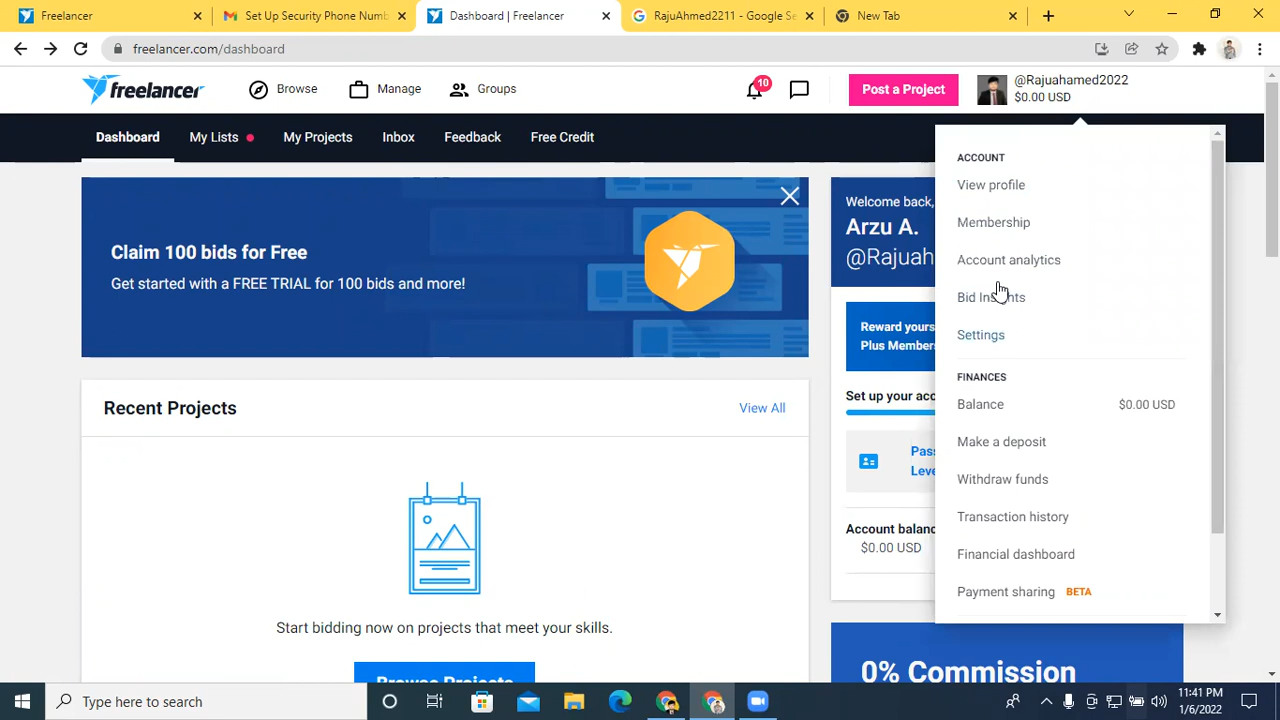 Freelancer
Set Up Security Phone Numb
Dashboard | Freelancer
RajuAhmed2211 - Google Se
New Tab
freelancer.com/dashboard
freelancer
Browse
Manage
Groups
10
Post a Project
@Rajuahamed2022
$0.00 USD
Dashboard
My Lists
My Projects
Inbox
Feedback
Free Credit
Claim 100 bids for Free
Get started with a FREE TRIAL for 100 bids and more!
Recent Projects
View All
Start bidding now on projects that meet your skills.
Browse Projects
Welcome back,
Arzu A.
@Rajuah
Reward yours
Plus Member
Set up your acc
Pass
Leve
Account balanc
$0.00 USD
0% Commission
ACCOUNT
View profile
Membership
Account analytics
Bid Insights
Settings
FINANCES
Balance
$0.00 USD
Make a deposit
Withdraw funds
Transaction history
Financial dashboard
Payment sharing BETA
Type here to search
11:41 PM
1/6/2022